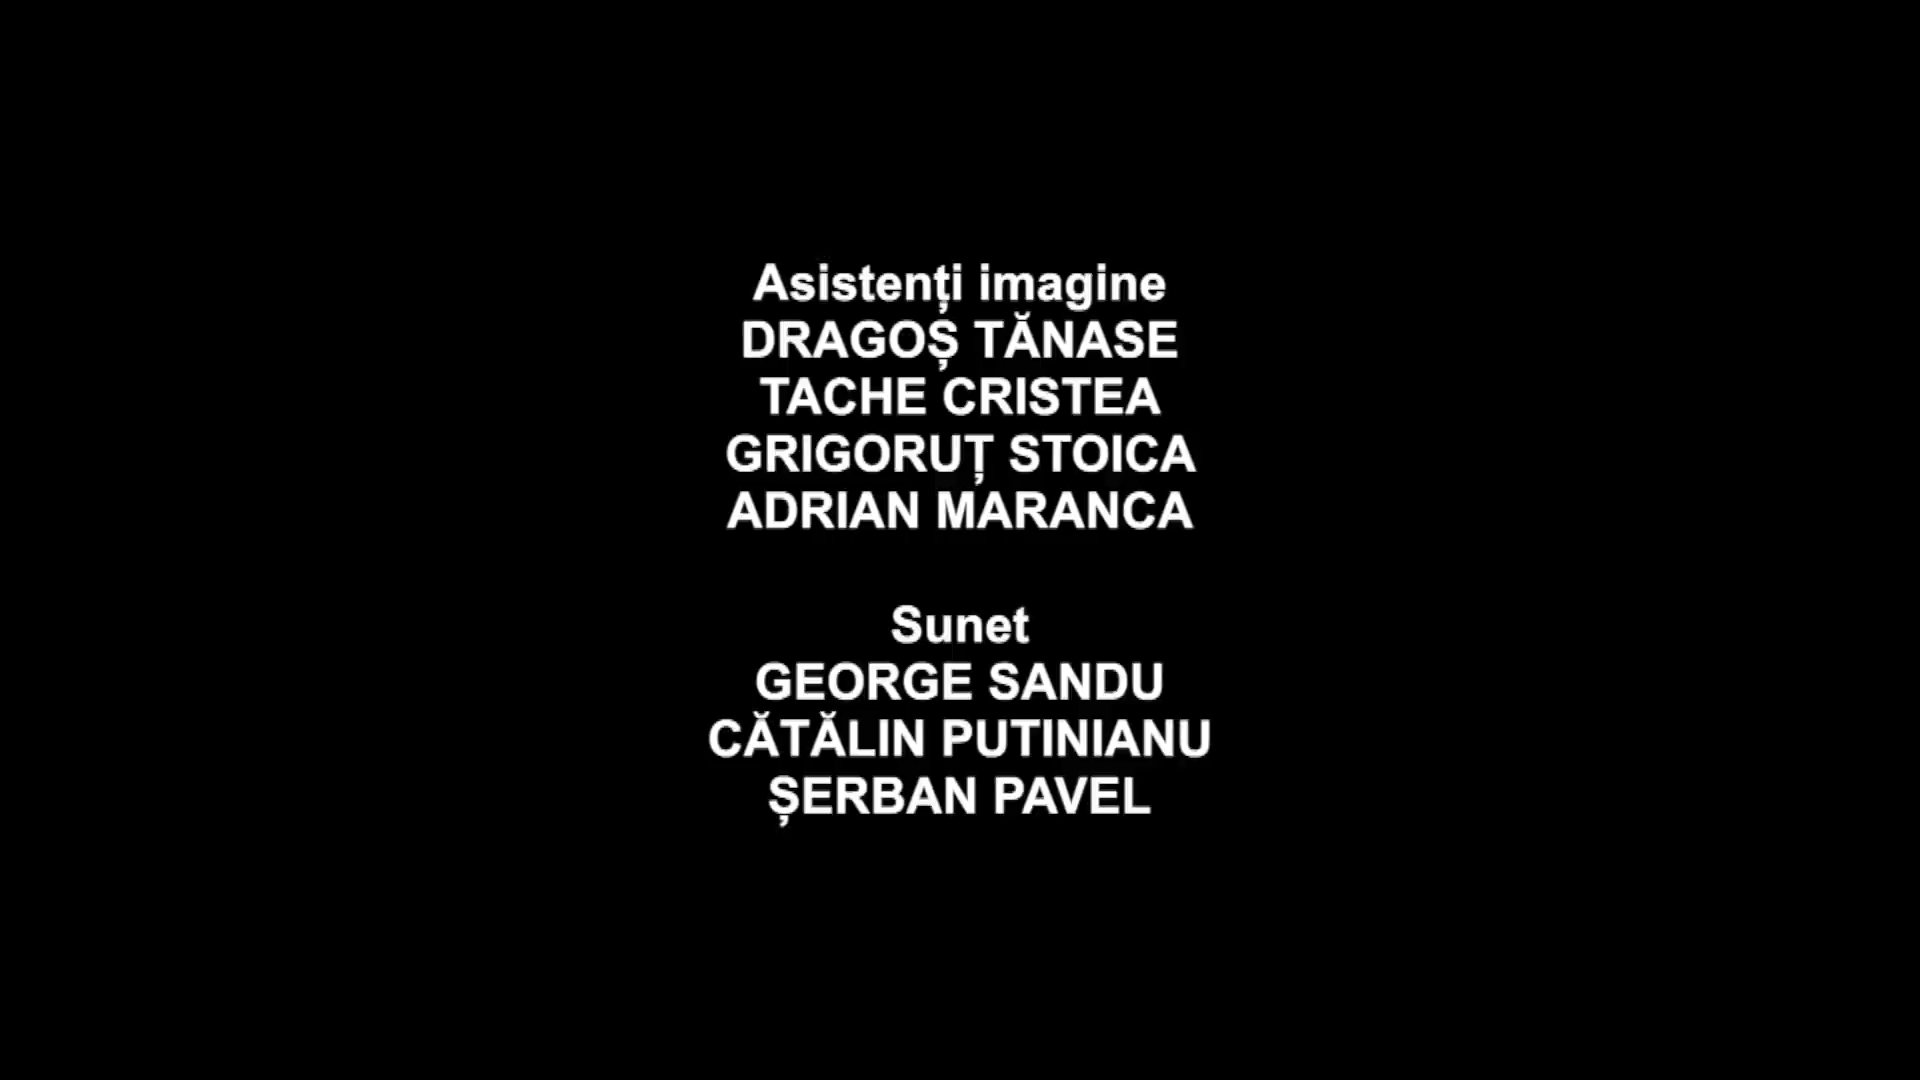 Asistenți imagine
DRAGOȘ TĂNASE
TACHE CRISTEA
GRIGORUȚ STOICA
ADRIAN MARANCA
Sunet
GEORGE SANDU
CĂTĂLIN PUTINIANU
ȘERBAN PAVEL